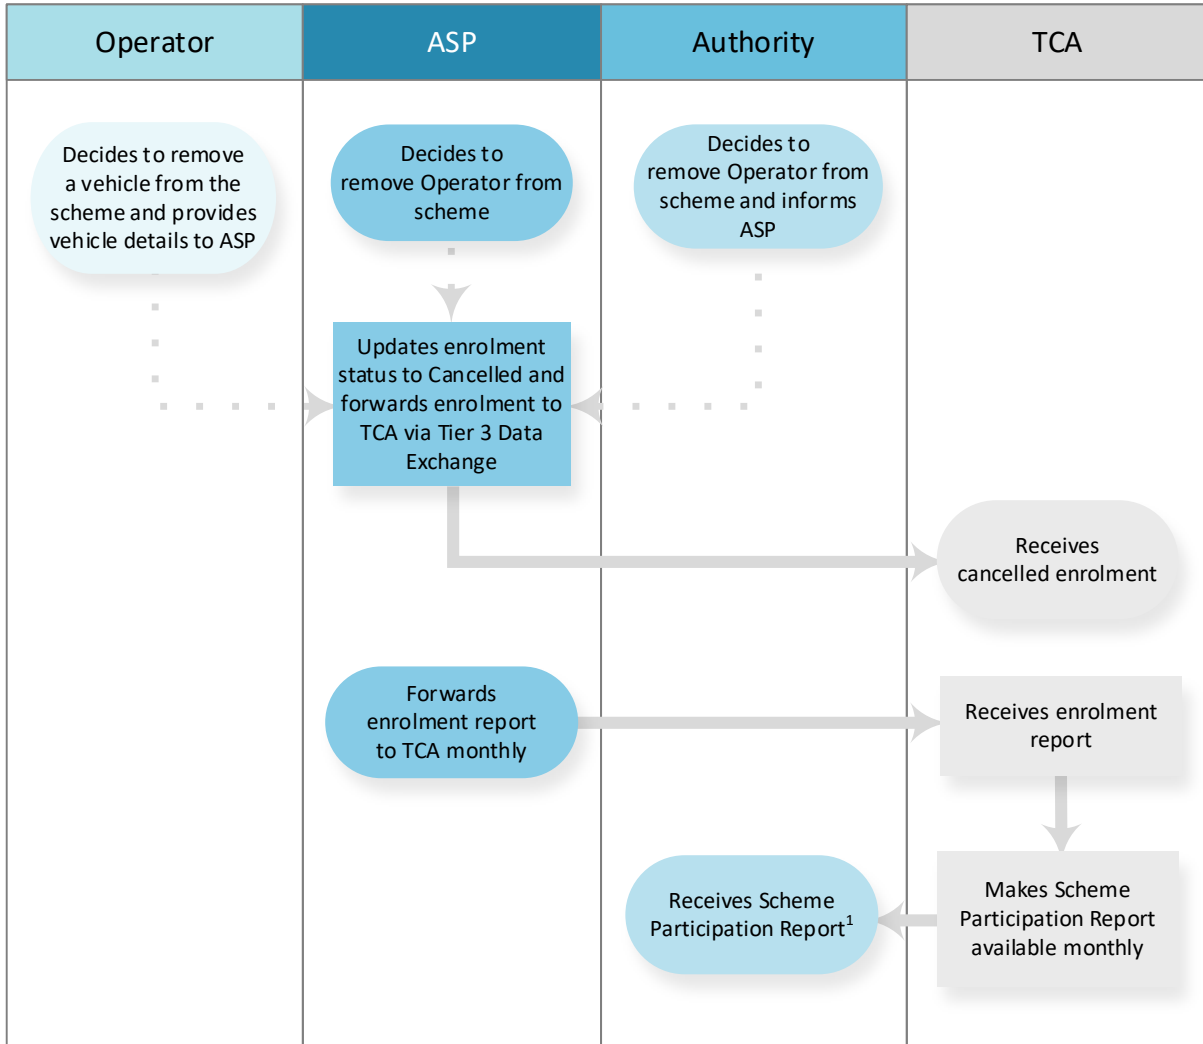 Operator
ASP
Authority
TCA
Decides to remove
a vehicle from the
scheme and provides
vehicle details to ASP
Decides to
remove Operator from
scheme
Decides to
remove Operator from
scheme and informs
ASP
Updates enrolment
status to Cancelled and
forwards enrolment to
TCA via Tier 3 Data
Exchange
Receives
cancelled enrolment
Forwards
enrolment report
to TCA monthly
Receives enrolment
report
Makes Scheme
Participation Report
available monthly
Receives Scheme
Participation Report¹